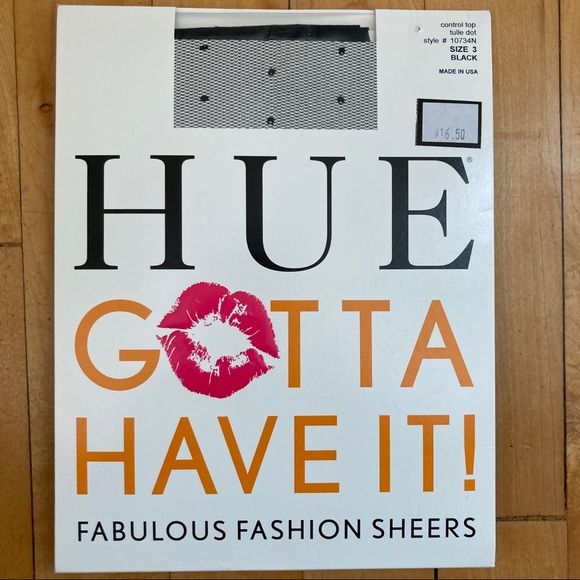 control top
tulle dot
style # 10734N
SIZE 3
BLACK
MADE IN USA
$16.50
HUE®
GOTTA
HAVE IT!
FABULOUS FASHION SHEERS